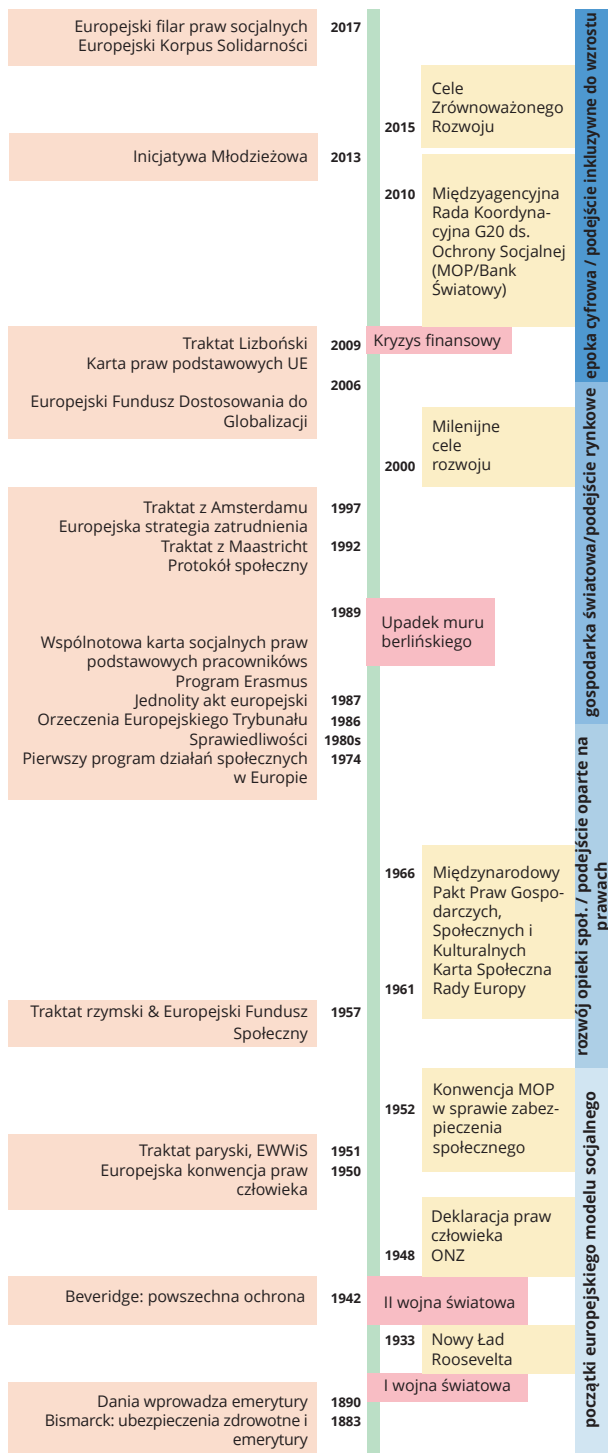 Europejski filar praw socjalnych 2017
Europejski Korpus Solidarności
Cele
Zrównoważonego
2015 Rozwoju
Inicjatywa Młodzieżowa 2013
2010 Międzyagencyjna
Rada Koordyna-
cyjna G20 ds.
Ochrony Socjalnej
(MOP/Bank
Światowy)
Traktat Lizboński 2009 Kryzys finansowy
Karta praw podstawowych UE
2006
Europejski Fundusz Dostosowania do
Globalizacji
Milenijne
cele
2000 rozwoju
Traktat z Amsterdamu 1997
Europejska strategia zatrudnienia
Traktat z Maastricht 1992
Protokół społeczny
1989 Upadek muru
berlińskiego
Wspólnotowa karta socjalnych praw
podstawowych pracownikóws
Program Erasmus
Jednolity akt europejski 1987
Orzeczenia Europejskiego Trybunału 1986
Sprawiedliwości 1980s
Pierwszy program działań społecznych 1974
w Europie
1966 Międzynarodowy
Pakt Praw Gospo-
darczych,
Społecznych i
Kulturalnych
Karta Społeczna
1961 Rady Europy
Traktat rzymski & Europejski Fundusz 1957
Społeczny
Konwencja MOP
1952 w sprawie zabez-
pieczenia
społecznego
Traktat paryski, EWWiS 1951
Europejska konwencja praw 1950
człowieka
Deklaracja praw
człowieka
1948 ONZ
Beveridge: powszechna ochrona 1942 II wojna światowa
1933 Nowy Ład
Roosevelta
I wojna światowa
Dania wprowadza emerytury 1890
Bismarck: ubezpieczenia zdrowotne i 1883
emerytury
epoka cyfrowa / podejście inkluzywne do wzrostu
gospodarka światowa/podejście rynkowe
rozwój opieki społ. / podejście oparte na
prawach
początki europejskiego modelu socjalnego